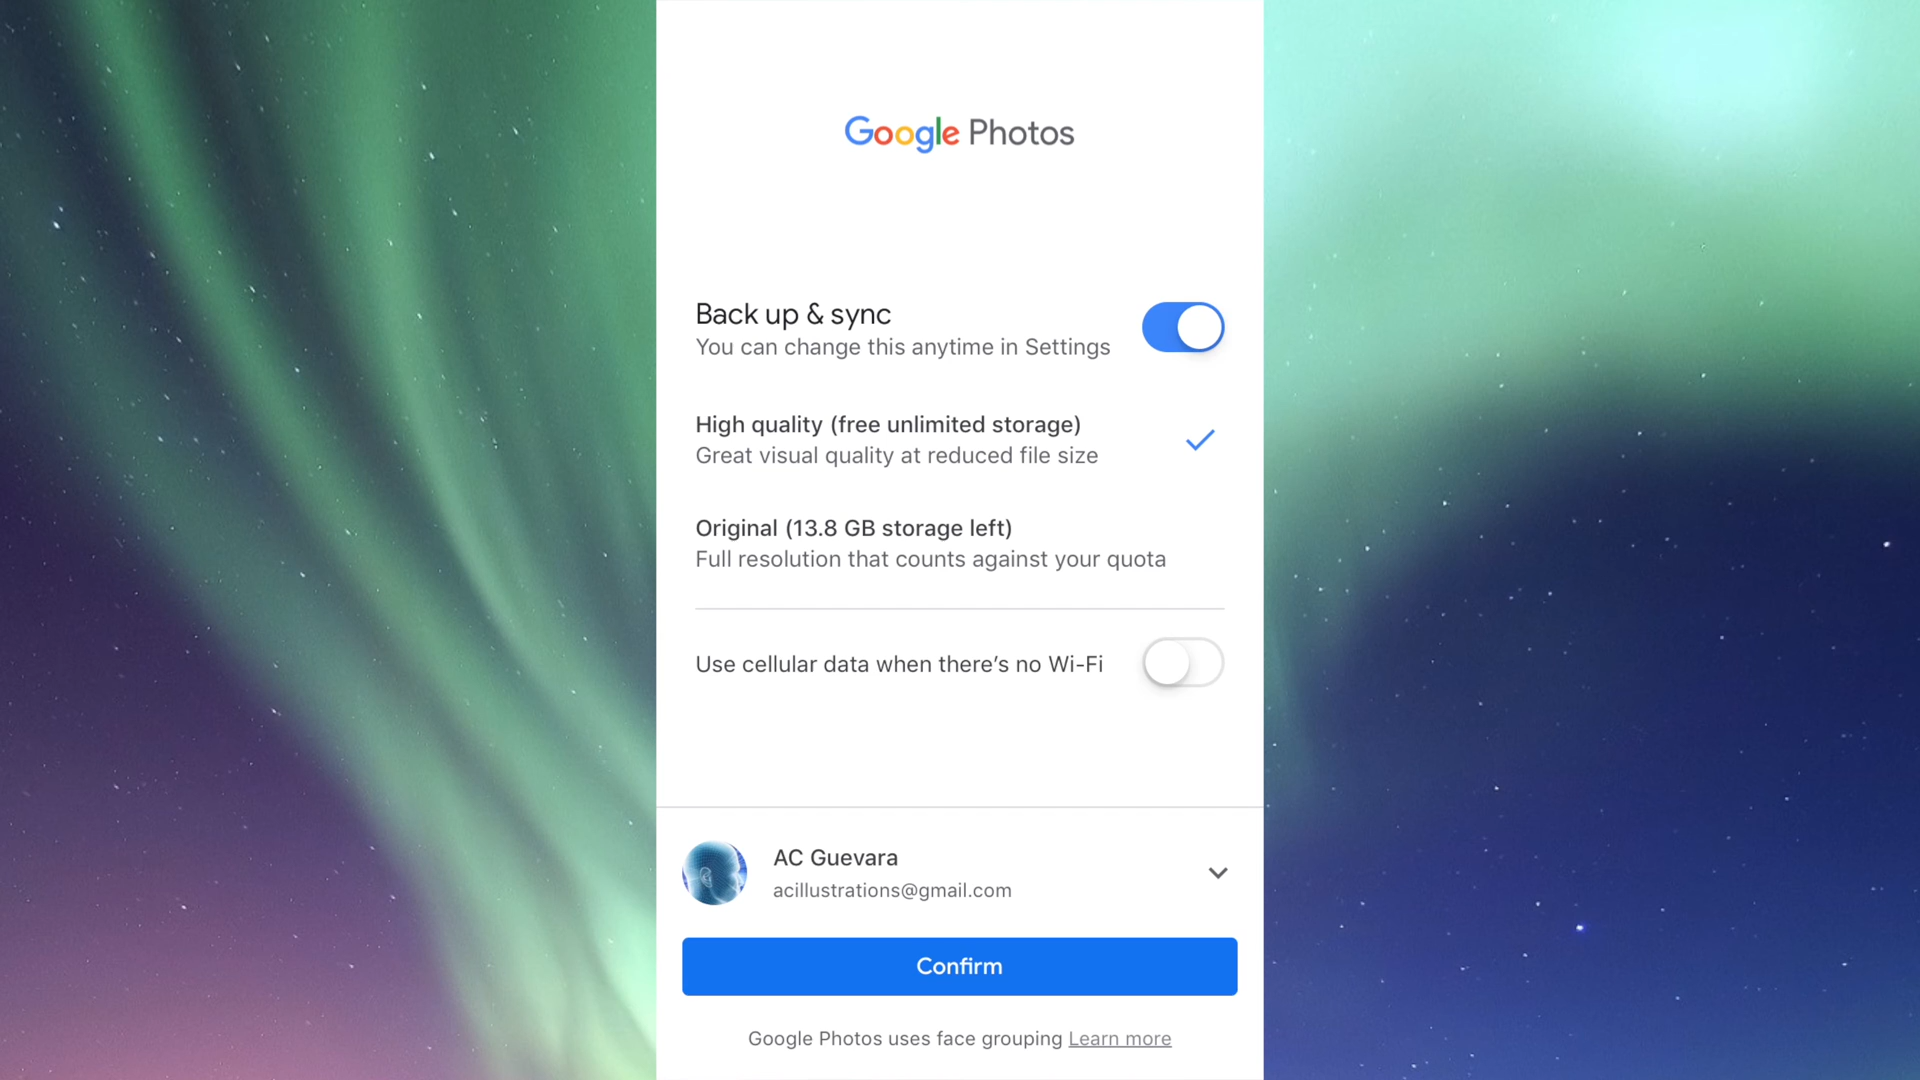 Google Photos
Back up & sync
You can change this anytime in Settings
High quality (free unlimited storage)
Great visual quality at reduced file size
Original (13.8 GB storage left)
Full resolution that counts against your quota
Use cellular data when there’s no Wi-Fi
AC Guevara
acillustrations@gmail.com
Confirm
Google Photos uses face grouping Learn more